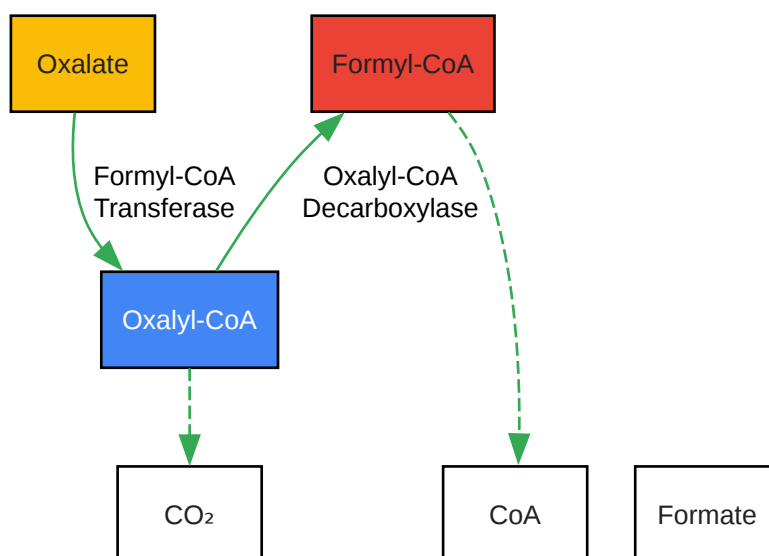 Oxalate
Formyl-CoA
Formyl-CoA
Transferase
Oxalyl-CoA
Decarboxylase
Oxalyl-CoA
CO₂
CoA
Formate